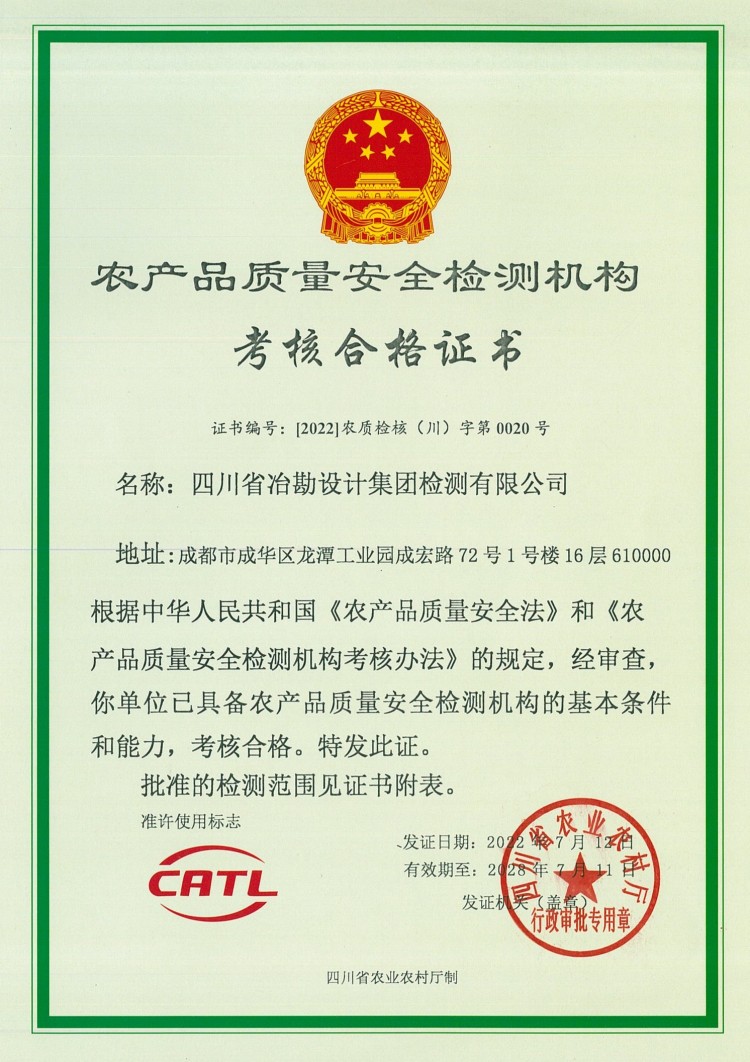 农产品质量安全检测机构
考核合格证书
证书编号：[2022]农质检核（川）字第0020号
名称：四川省冶勘设计集团检测有限公司
地址：成都市成华区龙潭工业园成宏路72号1号楼16层610000
根据中华人民共和国《农产品质量安全法》和《农
产品质量安全检测机构考核办法》的规定，经审查，
你单位已具备农产品质量安全检测机构的基本条件
和能力，考核合格。特发此证。
批准的检测范围见证书附表。
准许使用标志
CATL
发证日期：2022年7月12日
有效期至：2028年7月11日
发证机关（盖章）
四川省农业农村厅
行政审批专用章
四川省农业农村厅制